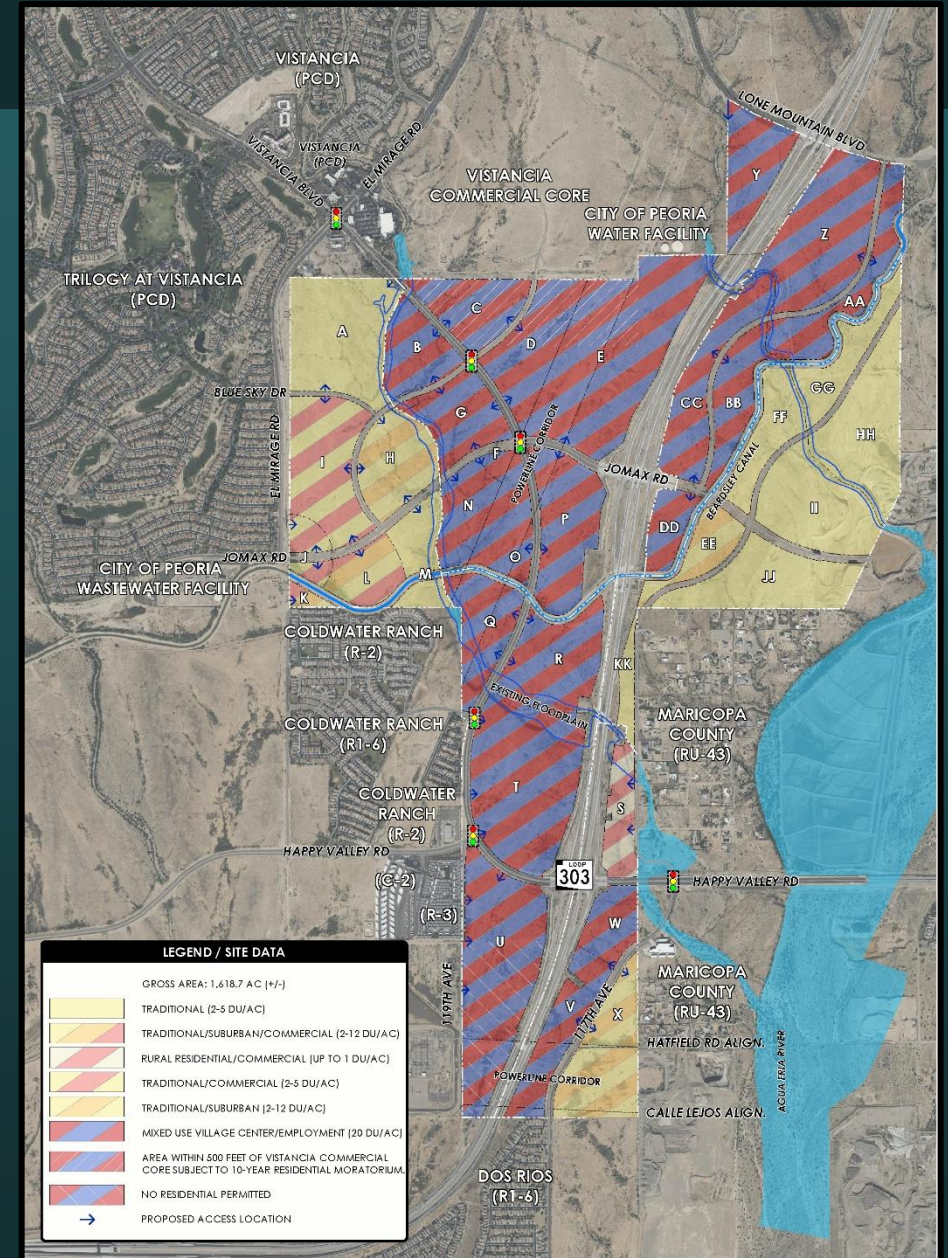 VISTANCIA
(PCD)
LONE MOUNTAIN BLVD
VISTANCIA BLVD
VISTANCIA
(PCD)
EL MIRAGE RD
VISTANCIA
COMMERCIAL CORE
CITY OF PEORIA
WATER FACILITY
Y
Z
TRILOGY AT VISTANCIA
(PCD)
A
B
C
D
E
AA
BLUE SKY DR
EL MIRAGE RD
G
F
POWERLINE CORRIDOR
CC
BB
FF
GG
HH
I
H
JOMAX RD
BEARDSLEY CANAL
N
P
O
DD
EE
II
JJ
JOMAX RD
J
K
L
M
CITY OF PEORIA
WASTEWATER FACILITY
COLDWATER RANCH
(R-2)
Q
R
KK
EXISTING FLOODPLAIN
COLDWATER RANCH
(R1-6)
MARICOPA
COUNTY
(RU-43)
T
S
COLDWATER
RANCH
(R-2)
HAPPY VALLEY RD
LOOP
303
HAPPY VALLEY RD
(C-2)
(R-3)
U
W
V
X
119TH AVE
117TH AVE
MARICOPA
COUNTY
(RU-43)
HATFIELD RD ALIGN.
AGUA FRIA RIVER
POWERLINE CORRIDOR
CALLE LEJOS ALIGN.
DOS RIOS
(R1-6)
LEGEND / SITE DATA
GROSS AREA: 1,618.7 AC (+/-)
TRADITIONAL (2-5 DU/AC)
TRADITIONAL/SUBURBAN/COMMERCIAL (2-12 DU/AC)
RURAL RESIDENTIAL/COMMERCIAL (UP TO 1 DU/AC)
TRADITIONAL/COMMERCIAL (2-5 DU/AC)
TRADITIONAL/SUBURBAN (2-12 DU/AC)
MIXED USE VILLAGE CENTER/EMPLOYMENT (20 DU/AC)
AREA WITHIN 500 FEET OF VISTANCIA COMMERCIAL
CORE SUBJECT TO 10-YEAR RESIDENTIAL MORATORIUM.
NO RESIDENTIAL PERMITTED
PROPOSED ACCESS LOCATION